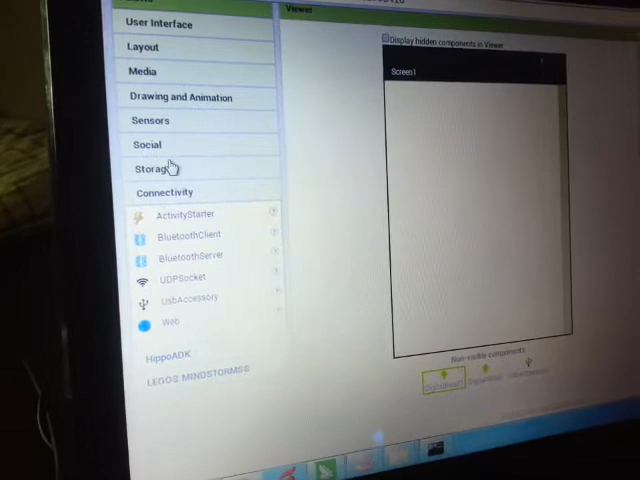 Viewer
User Interface
Layout
Media
Drawing and Animation
Sensors
Social
Storag
Connectivity
ActivityStarter
BluetoothClient
BluetoothServer
UDPSocket
UsbAccessory
Web
HippoADK
LEGO® MINDSTORMS®
Display hidden components in Viewer
Screen1
Non-visible components